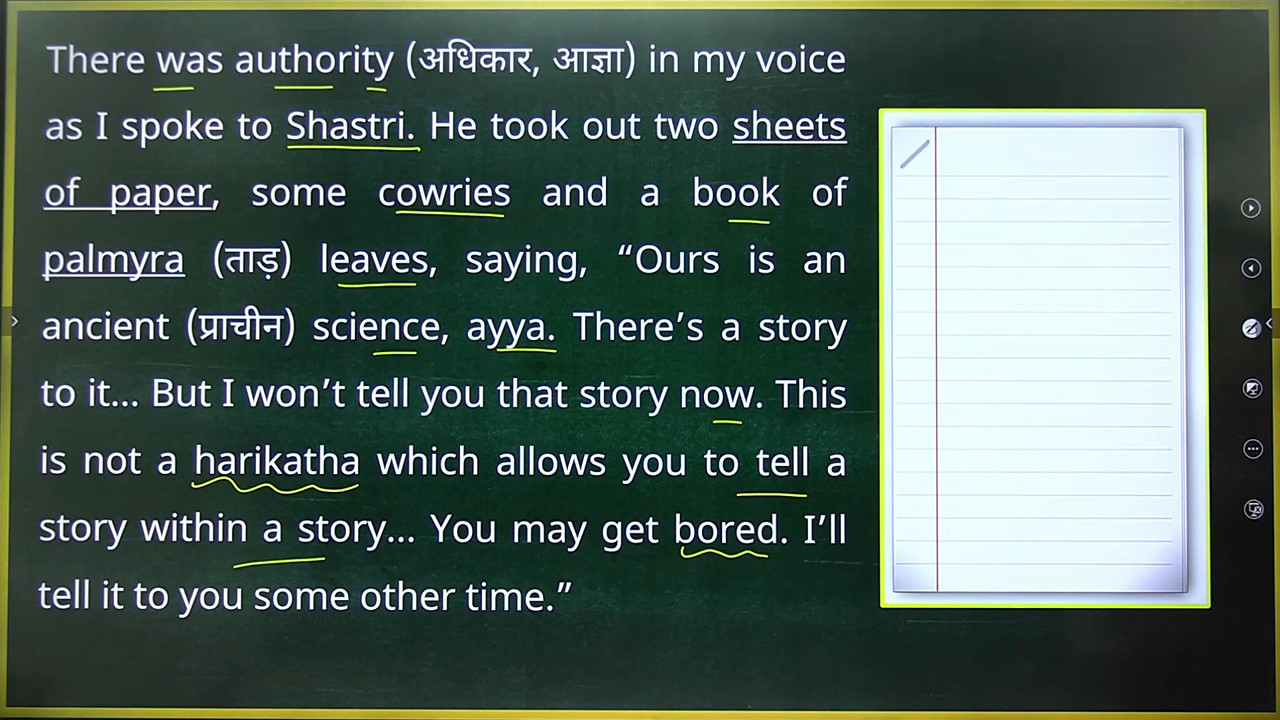 There was authority (अधिकार, आज्ञा) in my voice
as I spoke to Shastri. He took out two sheets
of paper, some cowries and a book of
palmyra (ताड़) leaves, saying, “Ours is an
ancient (प्राचीन) science, ayya. There’s a story
to it... But I won’t tell you that story now. This
is not a harikatha which allows you to tell a
story within a story... You may get bored. I’ll
tell it to you some other time.”